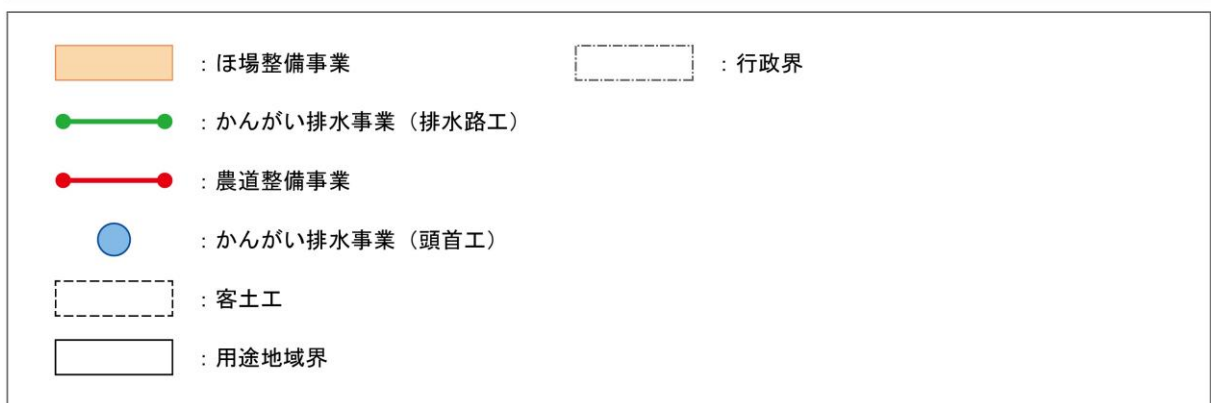 ：ほ場整備事業
：行政界
：かんがい排水事業（排水路工）
：農道整備事業
：かんがい排水事業（頭首工）
：客土工
：用途地域界